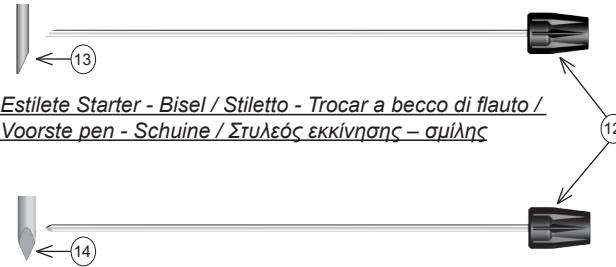 13
Estilete Starter - Bisel / Stiletto - Trocar a becco di flauto /
Voorste pen - Schuine / Στυλεός εκκίνησης – σμίλης
12
14